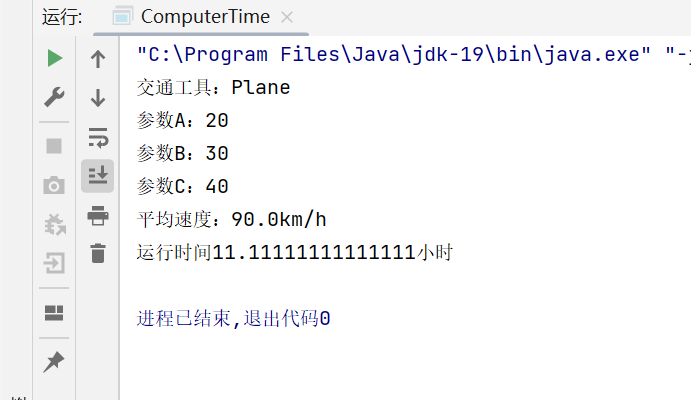 运行: ComputerTime
"C:\Program Files\Java\jdk-19\bin\java.exe" "-j
交通工具：Plane
参数A：20
参数B：30
参数C：40
平均速度：90.0km/h
运行时间11.11111111111111小时
进程已结束,退出代码0